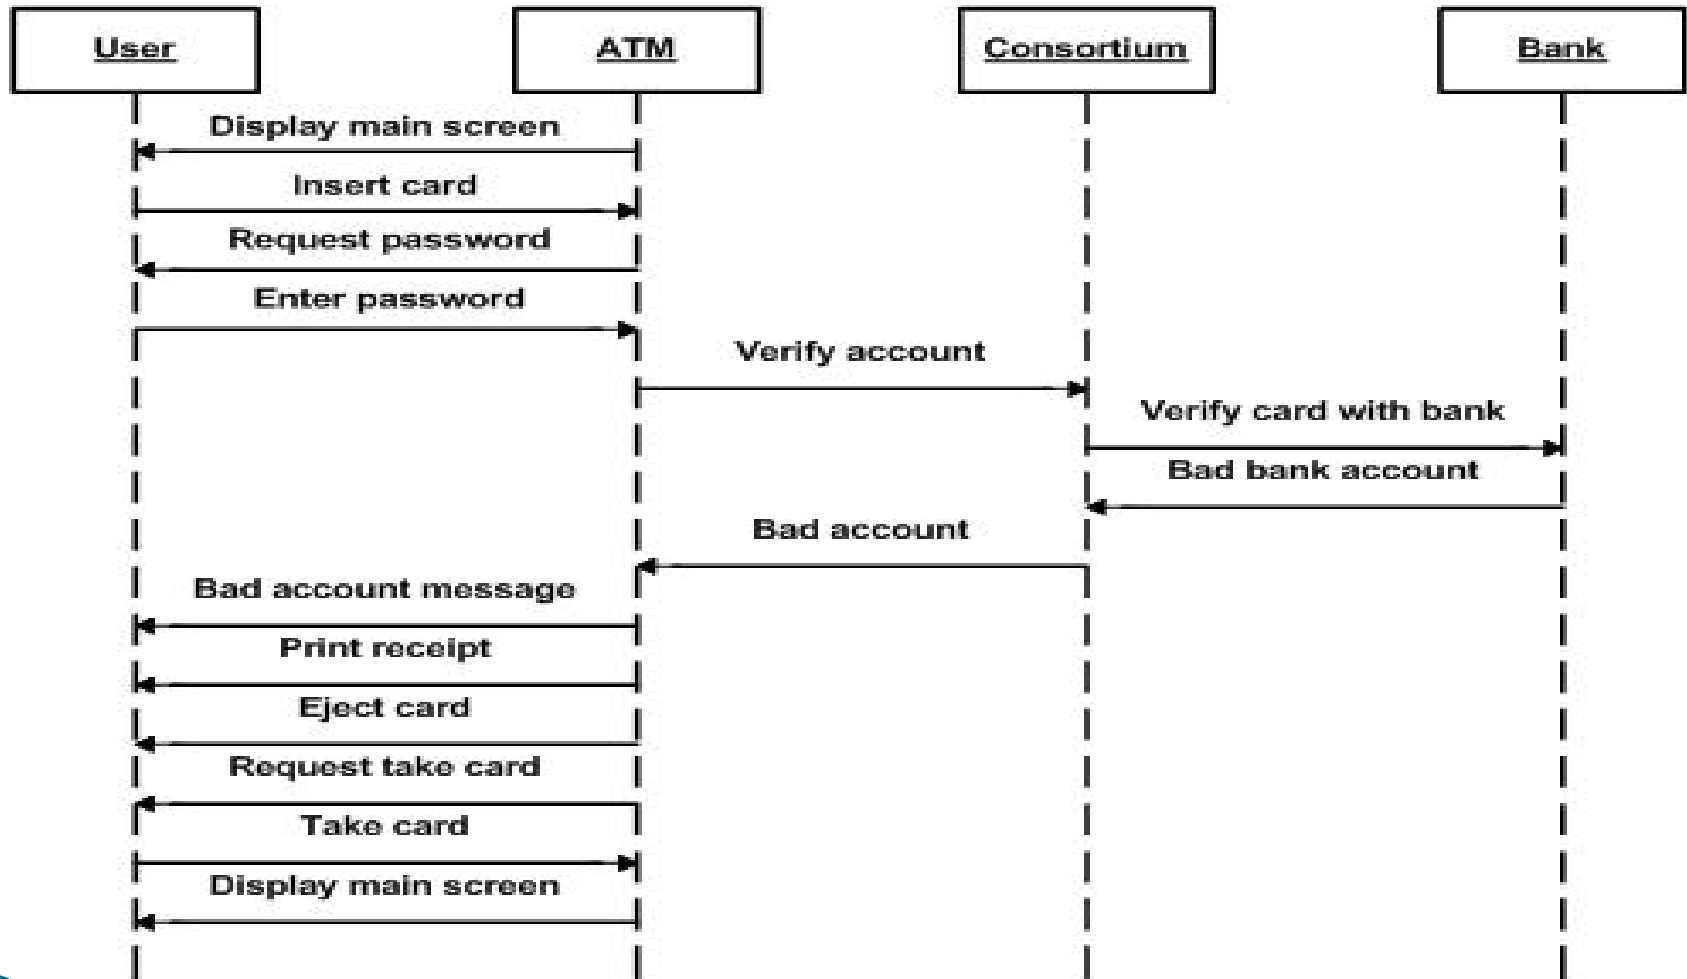 User
ATM
Consortium
Bank
Display main screen
Insert card
Request password
Enter password
Verify account
Verify card with bank
Bad bank account
Bad account
Bad account message
Print receipt
Eject card
Request take card
Take card
Display main screen